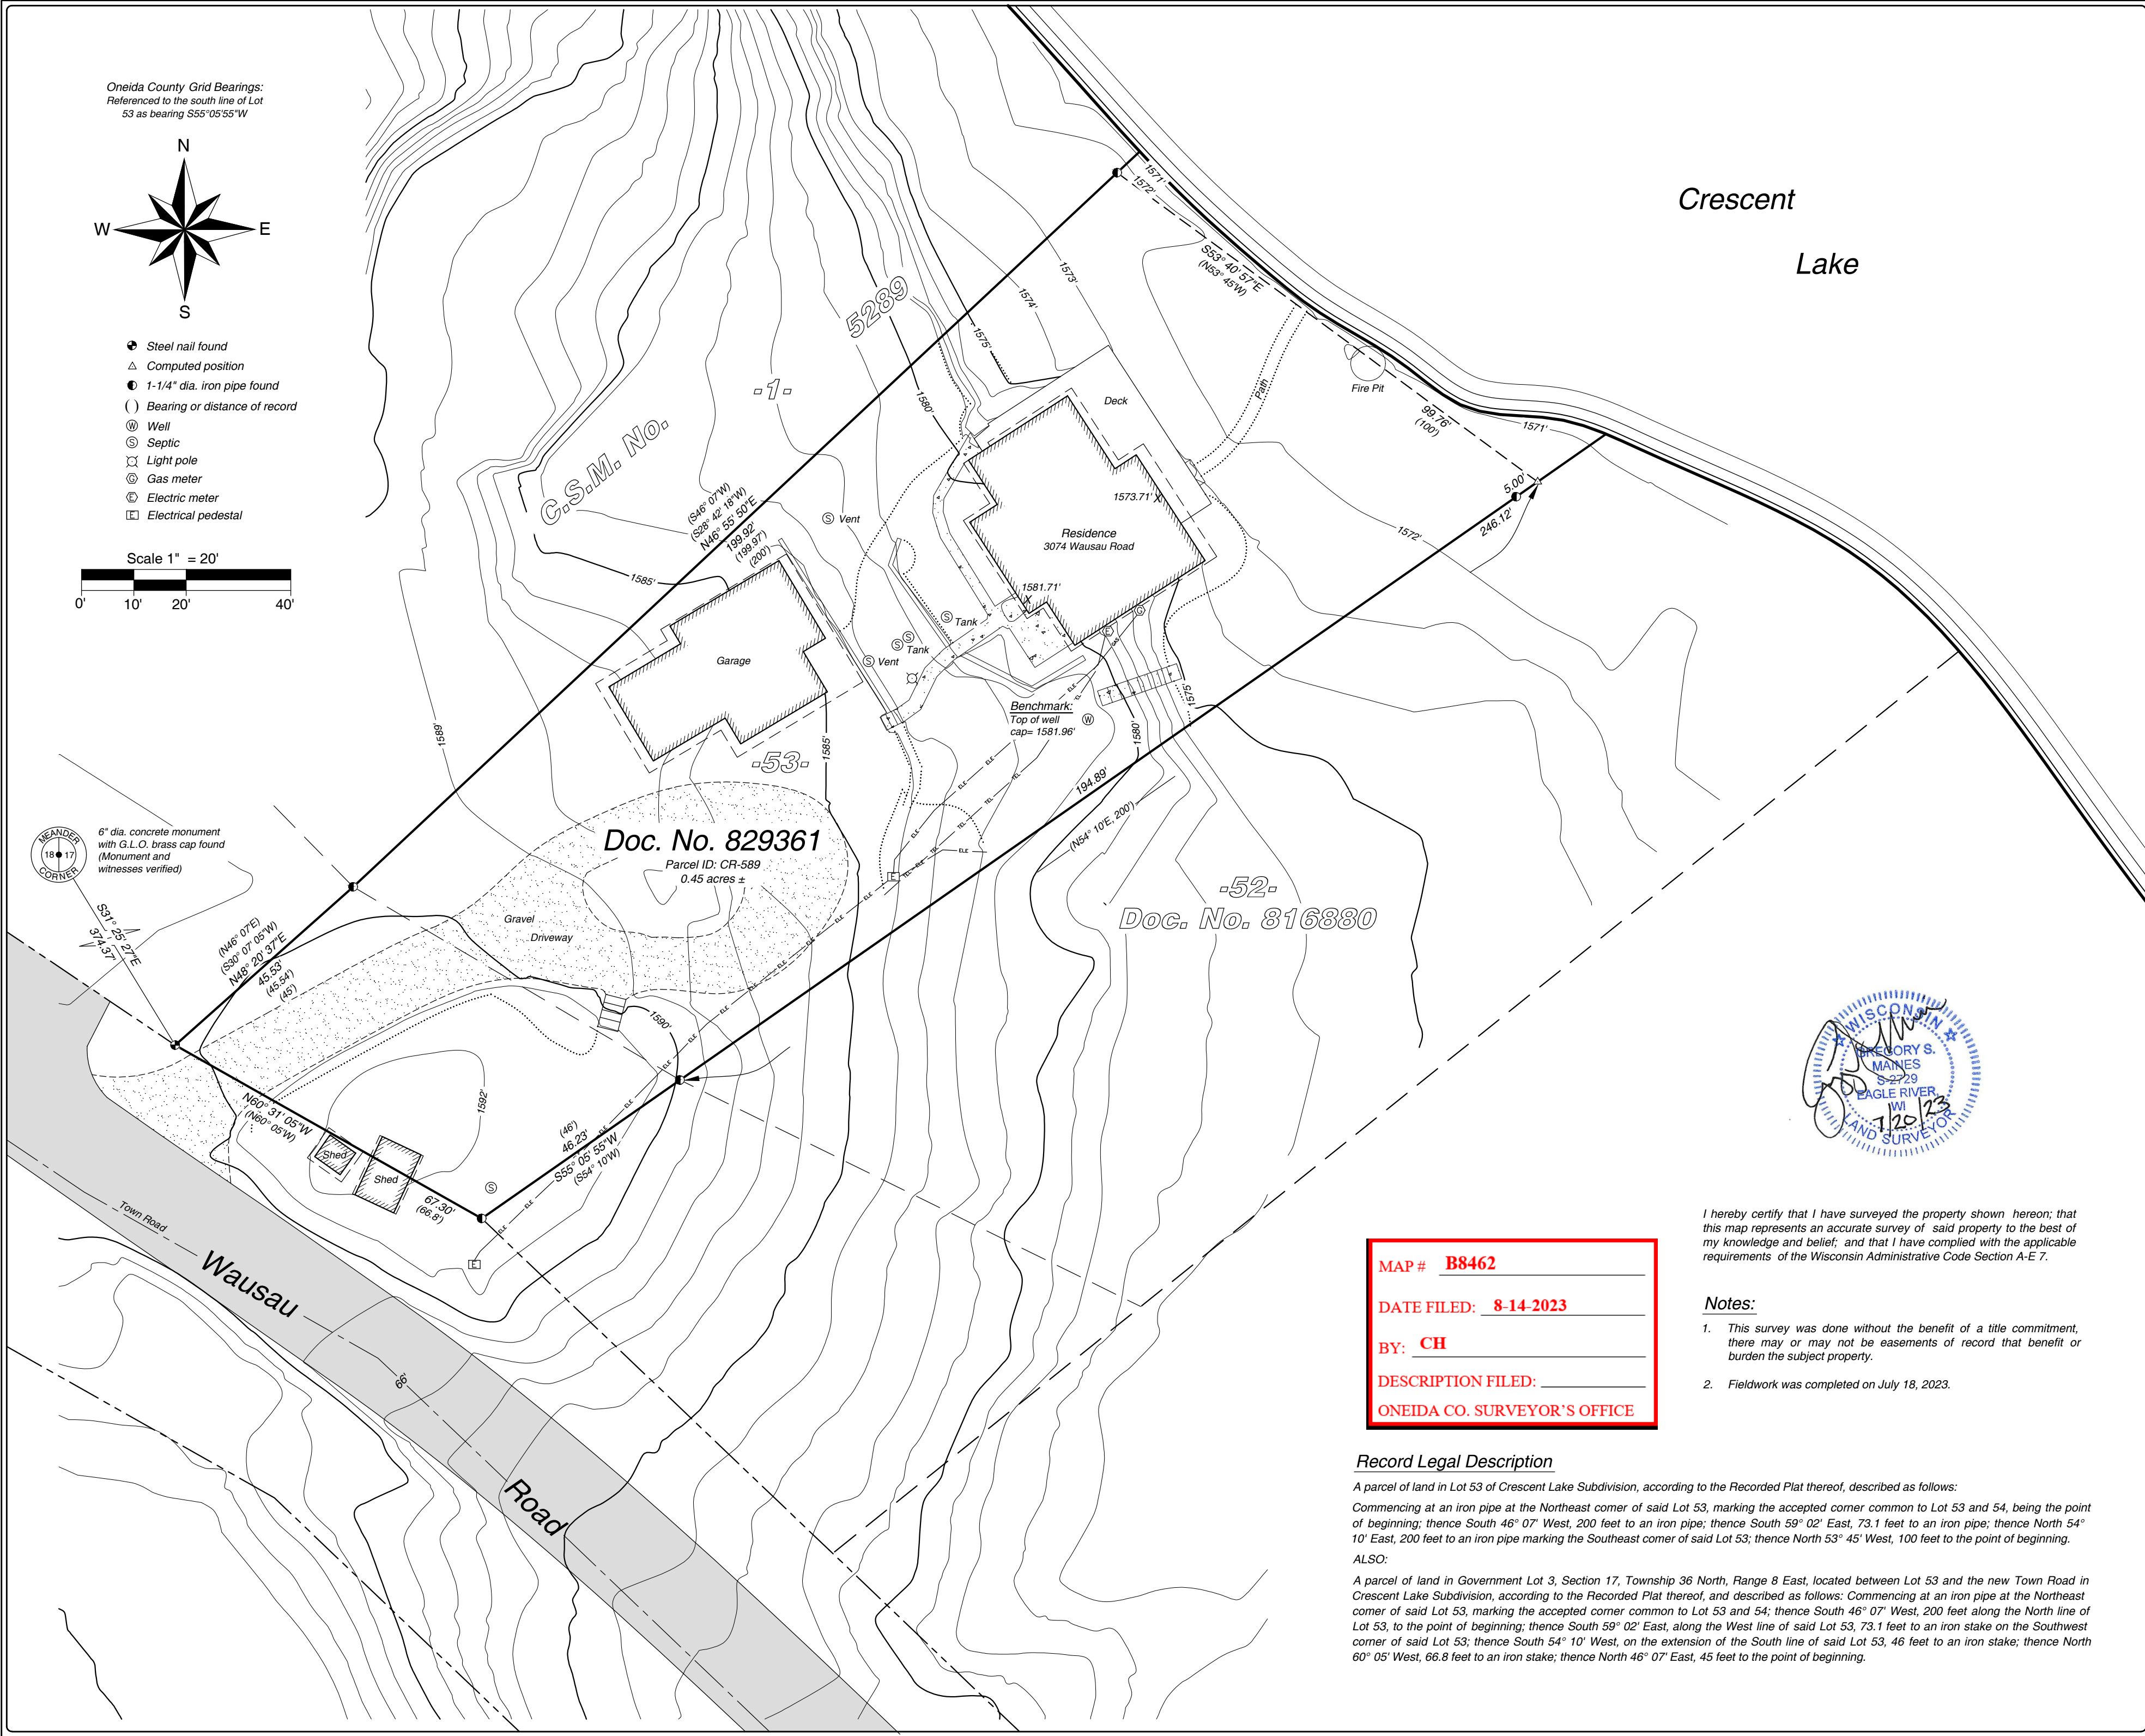 Oneida County Grid Bearings:
Referenced to the south line of Lot
53 as bearing S55°05'55"W
N
W
E
S
Steel nail found
Computed position
1-1/4" dia. iron pipe found
( ) Bearing or distance of record
W Well
S Septic
Light pole
G Gas meter
E Electric meter
E Electrical pedestal
Scale 1" = 20'
0' 10' 20' 40'
Crescent
Lake
1571'
1572'
S53° 40' 57"E
(N53° 45'W)
1573'
1574'
1575'
1580'
5289
-1-
C.S.M. No.
Deck
Path
Fire Pit
99.76'
(100')
1571'
5.00'
246.12'
1572'
1573.71' X
Residence
3074 Wausau Road
1581.71'
X
(S46° 07'W)
(S28° 42' 18"W)
N46° 55' 50"E
199.92'
(199.97')
(200')
S Vent
1585'
S Tank
S S
Tank
S Vent
Garage
G
E
GAS
ELE
TEL
Benchmark:
Top of well
cap= 1581.96'
W
1575'
1580'
1589'
1585'
-53-
194.89'
(N54° 10'E, 200')
ELE
TEL
ELE
TEL
ELE
TEL
ELE
TEL
ELE
TEL
E
Doc. No. 829361
Parcel ID: CR-589
0.45 acres ±
Gravel
Driveway
-52-
Doc. No. 816880
MEANDER
18 17
CORNER
6" dia. concrete monument
with G.L.O. brass cap found
(Monument and
witnesses verified)
S31° 25' 27"E
374.37'
(N46° 07'E)
(S30° 07' 05"W)
N48° 20' 37"E
45.53'
(45.54')
(45')
ELE
ELE
ELE
ELE
ELE
ELE
ELE
ELE
ELE
ELE
1590'
1592'
N60° 31' 05"W
(N60° 05'W)
Shed
Shed
67.30'
(66.8')
S
(46')
46.23'
S55° 05' 55"W
(S54° 10'W)
E
Town Road
Wausau
66'
Road
WISCONSIN
GREGORY S.
MAINES
S-2729
EAGLE RIVER,
WI
7/20/23
LAND SURVEYOR
I hereby certify that I have surveyed the property shown hereon; that
this map represents an accurate survey of said property to the best of
my knowledge and belief; and that I have complied with the applicable
requirements of the Wisconsin Administrative Code Section A-E 7.
MAP # B8462
DATE FILED: 8-14-2023
BY: CH
DESCRIPTION FILED:
ONEIDA CO. SURVEYOR'S OFFICE
Notes:
1. This survey was done without the benefit of a title commitment,
there may or may not be easements of record that benefit or
burden the subject property.
2. Fieldwork was completed on July 18, 2023.
Record Legal Description
A parcel of land in Lot 53 of Crescent Lake Subdivision, according to the Recorded Plat thereof, described as follows:
Commencing at an iron pipe at the Northeast corner of said Lot 53, marking the accepted corner common to Lot 53 and 54, being the point
of beginning; thence South 46° 07' West, 200 feet to an iron pipe; thence South 59° 02' East, 73.1 feet to an iron pipe; thence North 54°
10' East, 200 feet to an iron pipe marking the Southeast corner of said Lot 53; thence North 53° 45' West, 100 feet to the point of beginning.
ALSO:
A parcel of land in Government Lot 3, Section 17, Township 36 North, Range 8 East, located between Lot 53 and the new Town Road in
Crescent Lake Subdivision, according to the Recorded Plat thereof, and described as follows: Commencing at an iron pipe at the Northeast
corner of said Lot 53, marking the accepted corner common to Lot 53 and 54; thence South 46° 07' West, 200 feet along the North line of
Lot 53, to the point of beginning; thence South 59° 02' East, along the West line of said Lot 53, 73.1 feet to an iron stake on the Southwest
corner of said Lot 53; thence South 54° 10' West, on the extension of the South line of said Lot 53, 46 feet to an iron stake; thence North
60° 05' West, 66.8 feet to an iron stake; thence North 46° 07' East, 45 feet to the point of beginning.